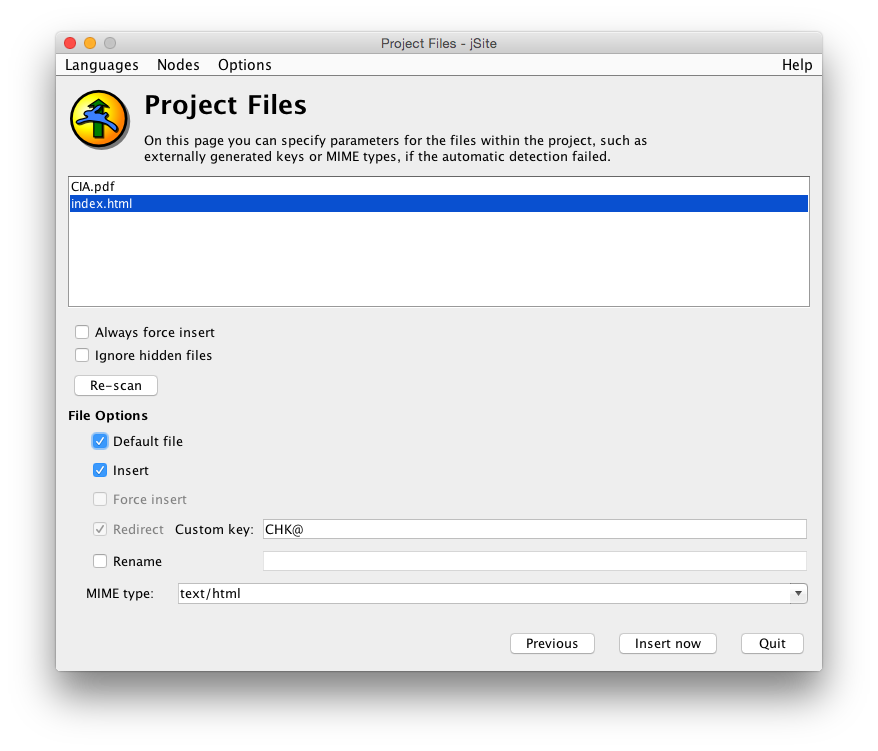 Project Files - jSite
Languages Nodes Options Help
Project Files
On this page you can specify parameters for the files within the project, such as
externally generated keys or MIME types, if the automatic detection failed.
CIA.pdf
index.html
Always force insert
Ignore hidden files
Re-scan
File Options
Default file
Insert
Force insert
Redirect Custom key: CHK@
Rename
MIME type: text/html
Previous Insert now Quit